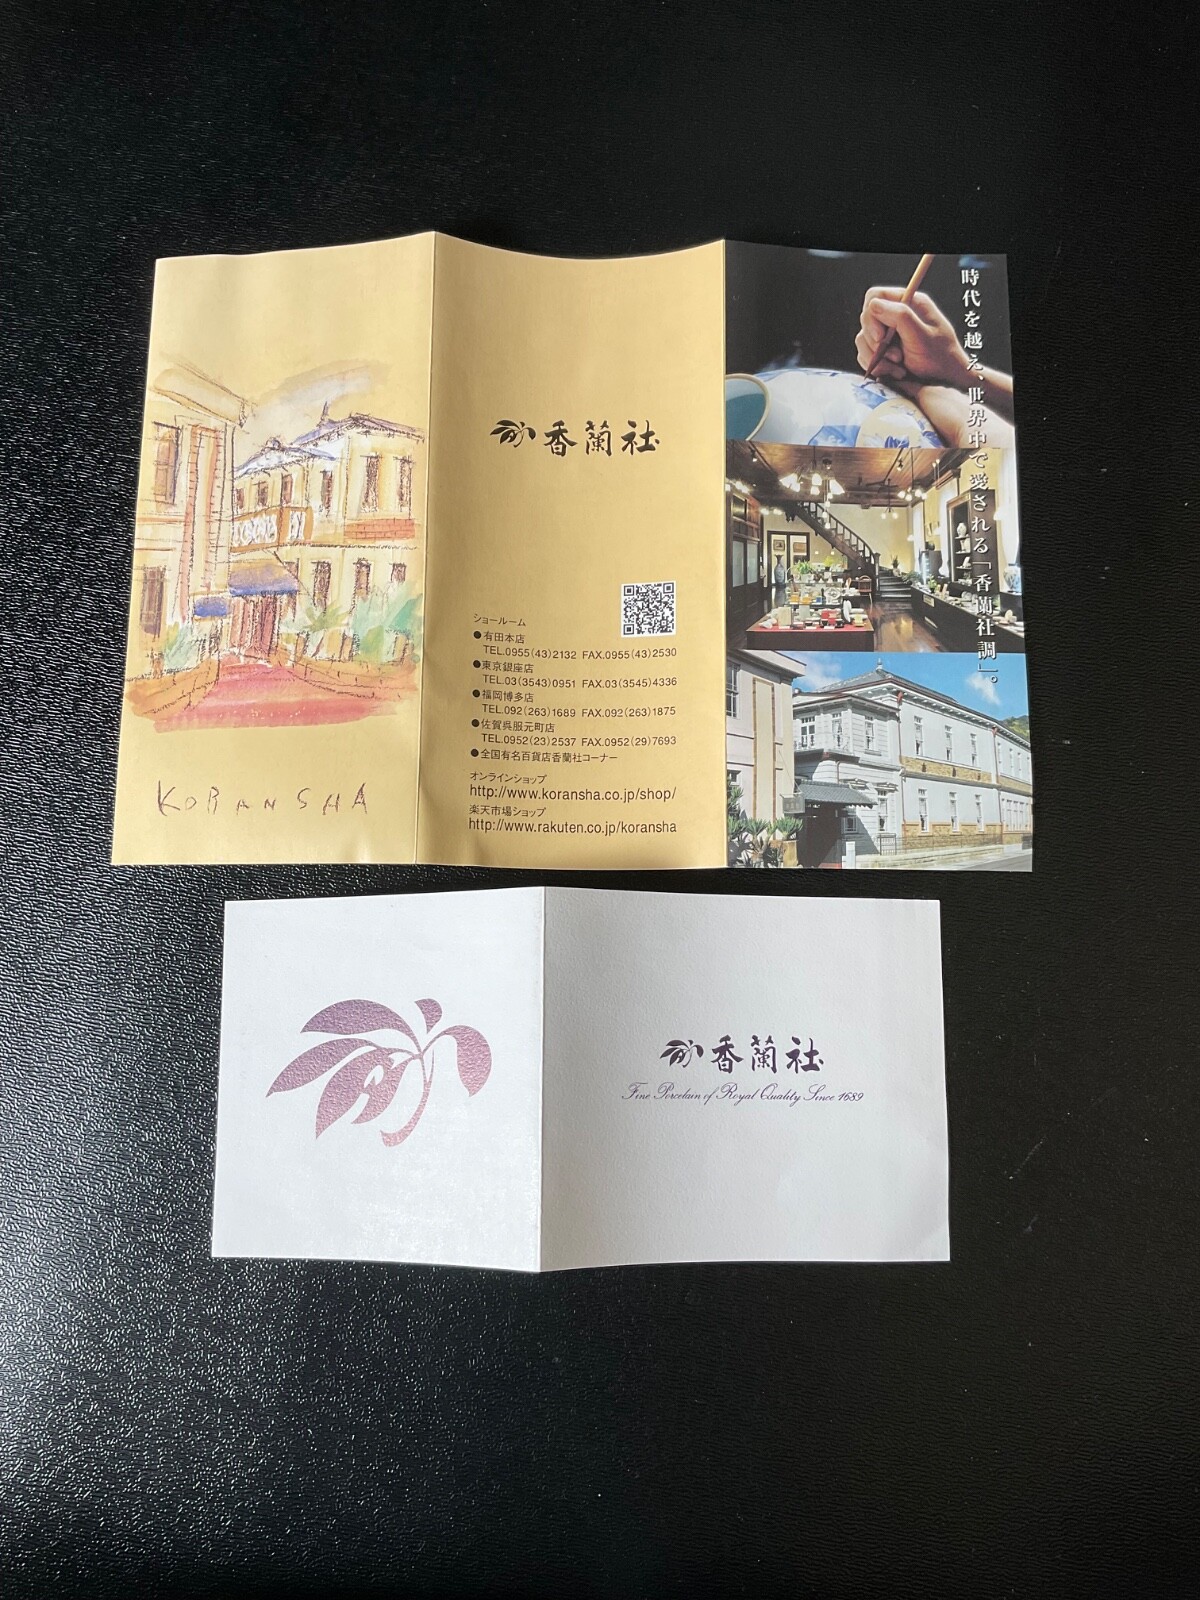 KORANSHA
香蘭社
ショールーム
●有田本店
TEL.0955(43)2132 FAX.0955(43)2530
●東京銀座店
TEL.03(3543)0951 FAX.03(3545)4336
●福岡博多店
TEL.092(263)1689 FAX.092(263)1875
●佐賀呉服元町店
TEL.0952(23)2537 FAX.0952(29)7693
●全国有名百貨店香蘭社コーナー
オンラインショップ
http://www.koransha.co.jp/shop/
楽天市場ショップ
http://www.rakuten.co.jp/koransha
時代を越え、世界中で愛される「香蘭社調」。
香蘭社
Fine Porcelain of Royal Quality Since 1689